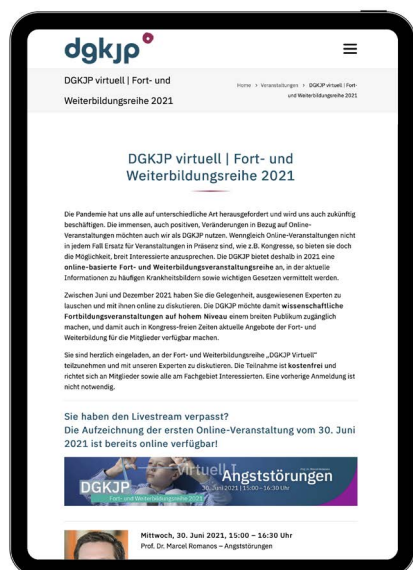 dgkjp
DGKJP virtuell | Fort- und
Weiterbildungsreihe 2021
Home > Veranstaltungen > DGKJP virtuell | Fort-
und Weiterbildungsreihe 2021
DGKJP virtuell | Fort- und
Weiterbildungsreihe 2021
Die Pandemie hat uns alle auf unterschiedliche Art herausgefordert und wird uns auch zukünftig
beschäftigen. Die immensen, auch positiven, Veränderungen in Bezug auf Online-
Veranstaltungen möchten auch wir als DGKJP nutzen. Wenngleich Online-Veranstaltungen nicht
in jedem Fall Ersatz für Veranstaltungen in Präsenz sind, wie z.B. Kongresse, so bieten sie doch
die Möglichkeit, breit Interessierte anzusprechen. Die DGKJP bietet deshalb in 2021 eine
online-basierte Fort- und Weiterbildungsveranstaltungsreihe an, in der aktuelle
Informationen zu häufigen Krankheitsbildern sowie wichtigen Gesetzen vermittelt werden.
Zwischen Juni und Dezember 2021 haben Sie die Gelegenheit, ausgewiesenen Experten zu
lauschen und mit ihnen online zu diskutieren. Die DGKJP möchte damit wissenschaftliche
Fortbildungsveranstaltungen auf hohem Niveau einem breiten Publikum zugänglich
machen, und damit auch in Kongress-freien Zeiten aktuelle Angebote der Fort- und
Weiterbildung für die Mitglieder verfügbar machen.
Sie sind herzlich eingeladen, an der Fort- und Weiterbildungsreihe „DGKJP Virtuell“
teilzunehmen und mit unseren Experten zu diskutieren. Die Teilnahme ist kostenfrei und
richtet sich an Mitglieder sowie alle am Fachgebiet Interessierten. Eine vorherige Anmeldung ist
nicht notwendig.
Sie haben den Livestream verpasst?
Die Aufzeichnung der ersten Online-Veranstaltung vom 30. Juni
2021 ist bereits online verfügbar!
virtuell I
Angststörungen
30. Juni 2021 | 15:00 – 16:30 Uhr
DGKJP
Fort- und Weiterbildungsreihe 2021
Mittwoch, 30. Juni 2021, 15:00 – 16:30 Uhr
Prof. Dr. Marcel Romanos – Angststörungen